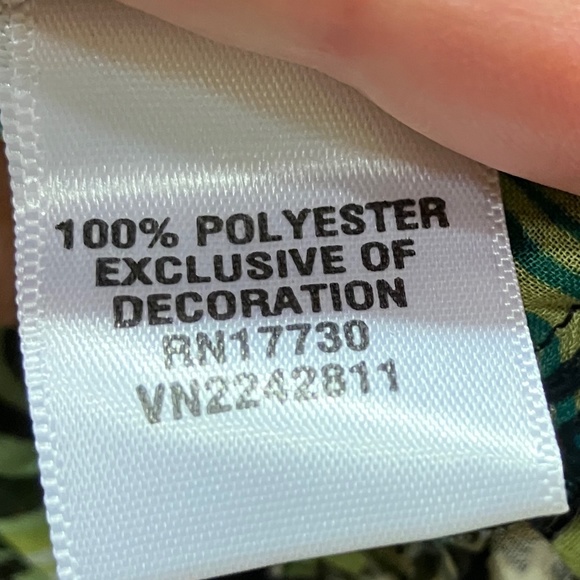 100% POLYESTER
EXCLUSIVE OF
DECORATION
RN17730
VN2242811